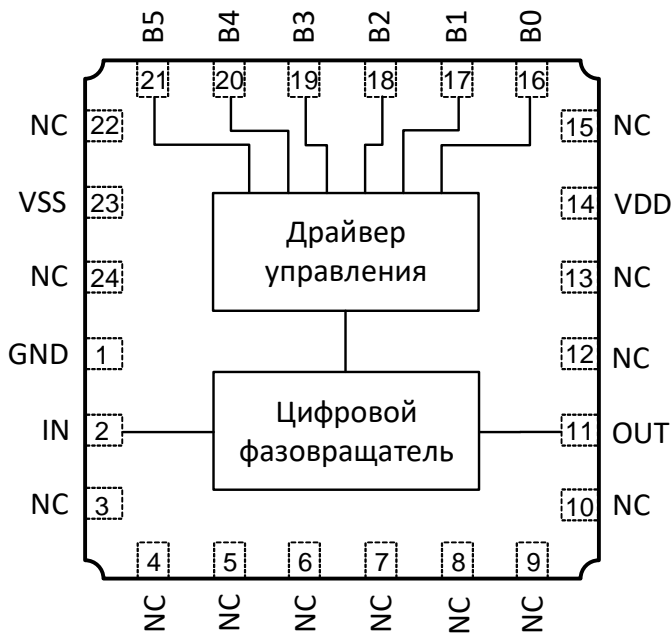 B5 B4 B3 B2 B1 B0
21 20 19 18 17 16
NC 22 15 NC
VSS 23 14 VDD
Драйвер
управления
NC 24 13 NC
GND 1 12 NC
Цифровой
фазовращатель
IN 2 11 OUT
NC 3 10 NC
4 5 6 7 8 9
NC NC NC NC NC NC